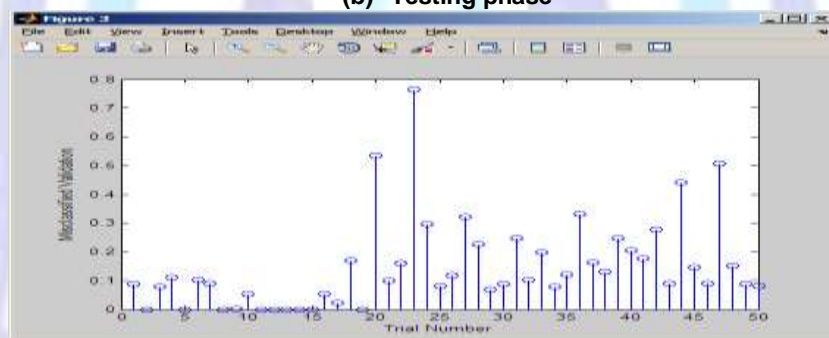 (b) Testing phase
Figure 3
File Edit View Insert Tools Desktop Window Help
0.8
0.7
0.6
0.5
0.4
0.3
0.2
0.1
0
Misclassified Validation
0 5 10 15 20 25 30 35 40 45 50
Trial Number